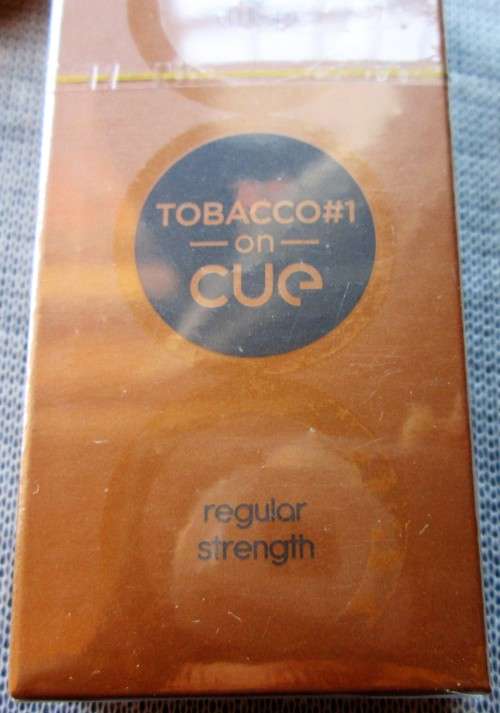 TOBACCO#1
on
cue
regular
strength